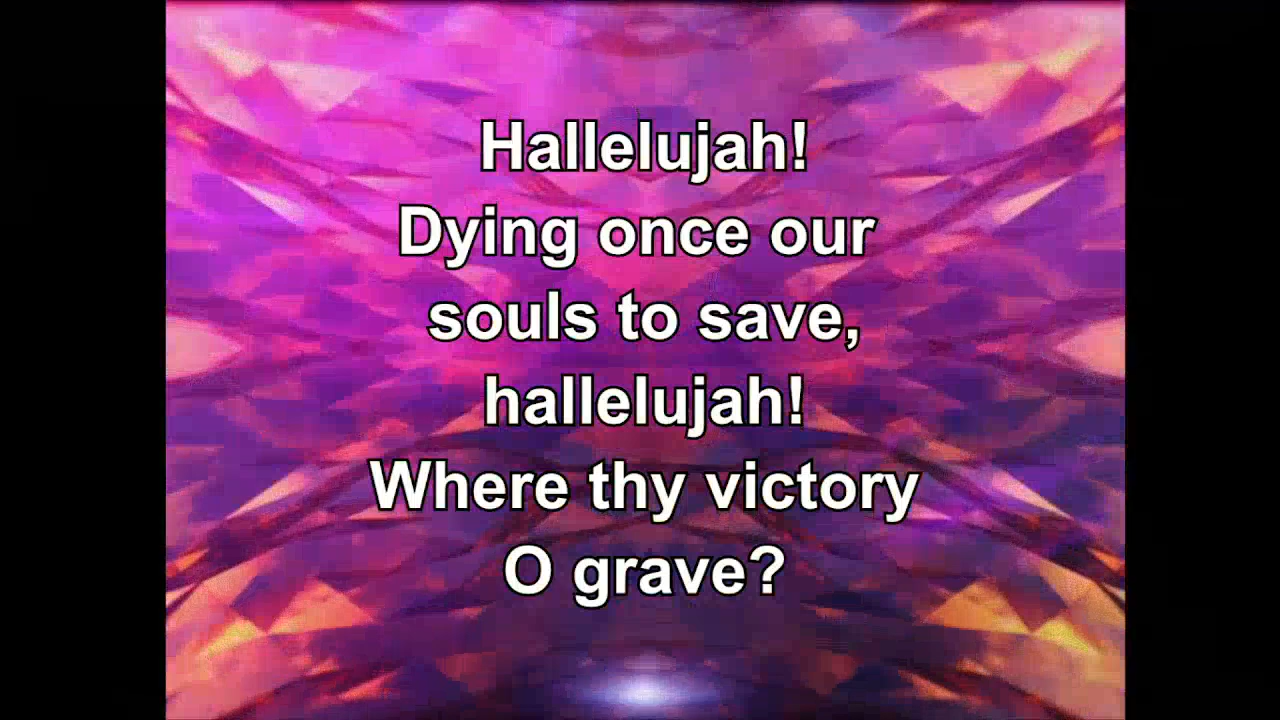 Hallelujah!
Dying once our
souls to save,
hallelujah!
Where thy victory
O grave?